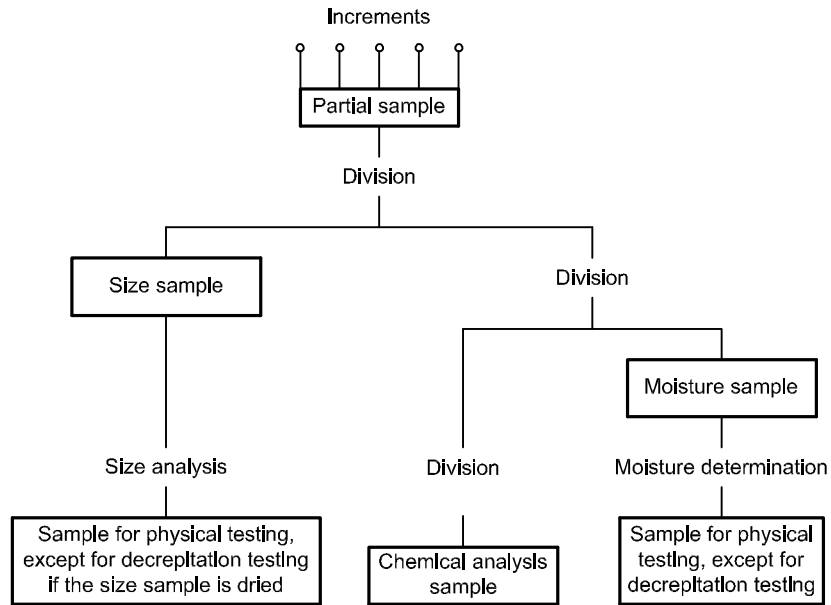 Increments
Partial sample
Division
Size sample
Division
Moisture sample
Size analysis
Division
Moisture determination
Sample for physical testing,
except for decrepitation testing
if the size sample is dried
Chemical analysis
sample
Sample for physical
testing, except for
decrepitation testing